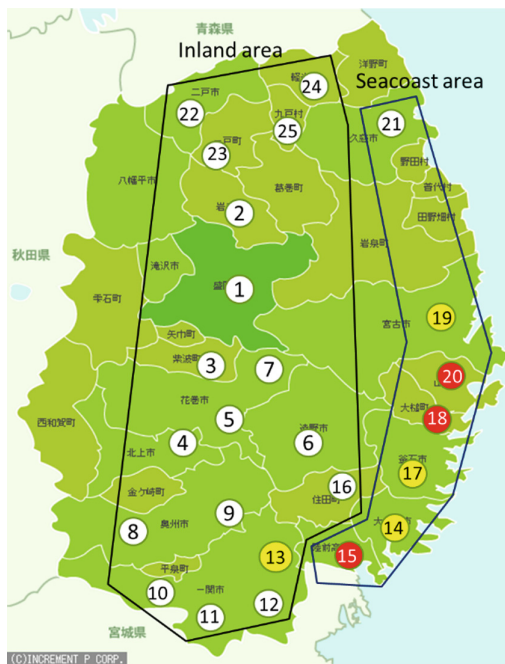 青森県
Inland area
洋野町
軽
24
Seacoast area
二戸市
22
九戸村
25
21
久慈市
23
戸町
野田村
普代村
八幡平市
葛巻町
岩
2
田野畑村
岩泉町
秋田県
滝沢市
盛
1
雫石町
宮古市
19
矢巾町
紫波町
3
7
20
山
花巻市
大槌町
18
西和賀町
5
4
6
遠野市
北上市
釜石市
17
金ケ崎町
16
住田町
9
奥州市
8
14
大
13
陸前高
15
平泉町
10
一関市
12
11
宮城県
(C)INCREMENT P CORP.